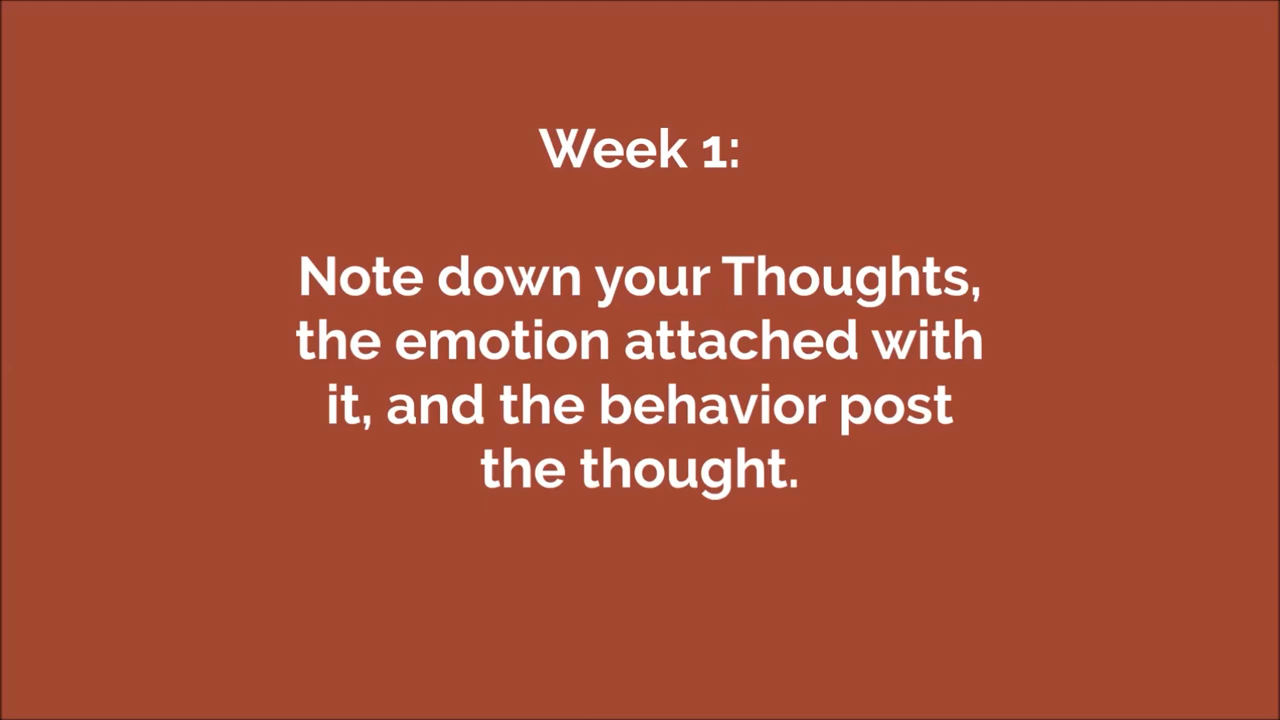 Week 1:
Note down your Thoughts,
the emotion attached with
it, and the behavior post
the thought.